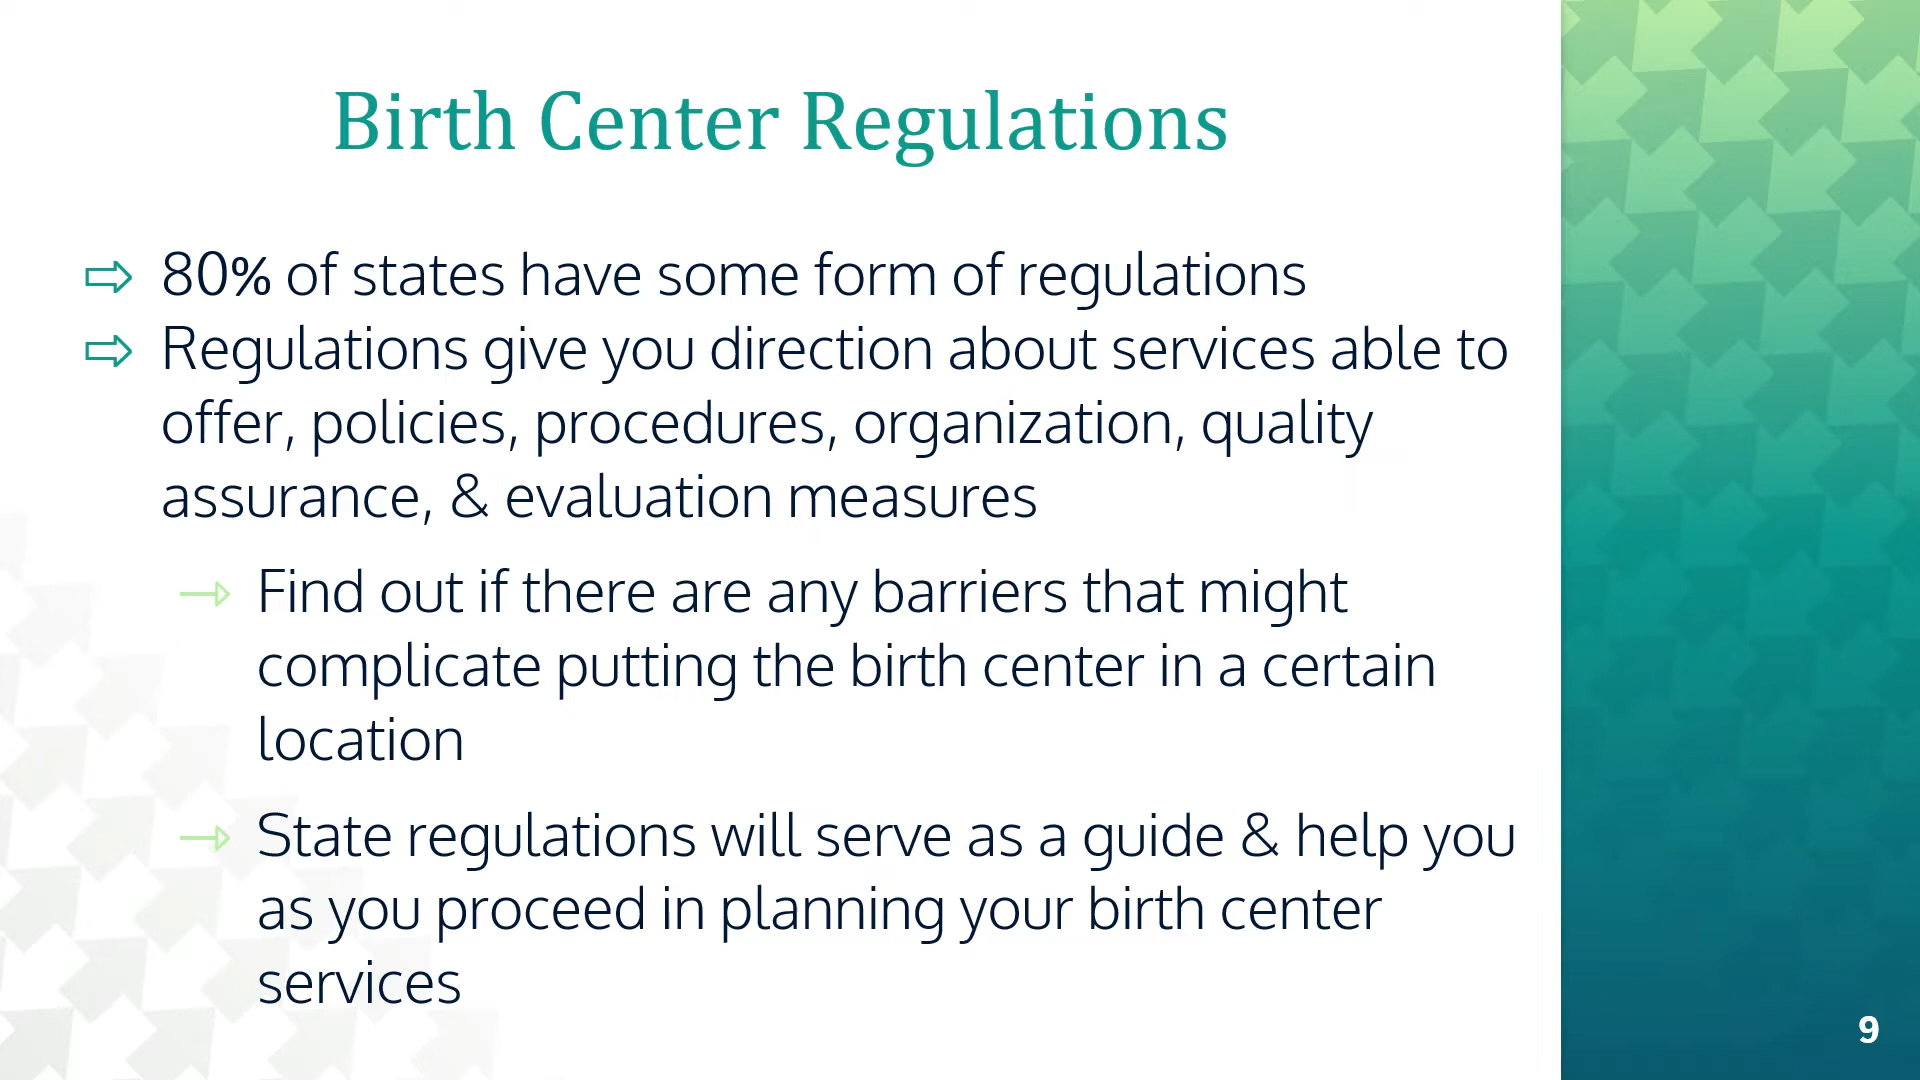 Birth Center Regulations
⇨ 80% of states have some form of regulations
⇨ Regulations give you direction about services able to
offer, policies, procedures, organization, quality
assurance, & evaluation measures
⇾ Find out if there are any barriers that might
complicate putting the birth center in a certain
location
⇾ State regulations will serve as a guide & help you
as you proceed in planning your birth center
services
9